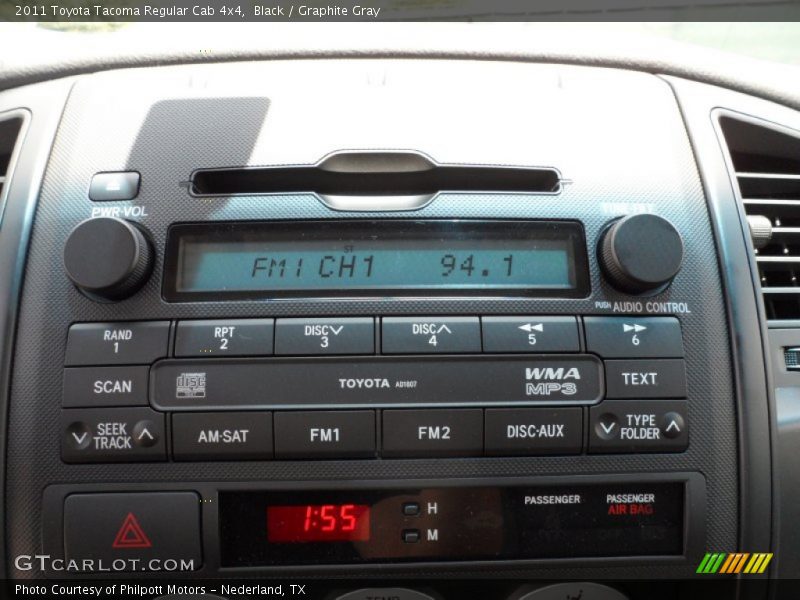 2011 Toyota Tacoma Regular Cab 4x4, Black / Graphite Gray
PWR·VOL
ST
FM1 CH1 94.1
PUSH AUDIO CONTROL
RAND 1
RPT 2
DISC 3
DISC 4
5
6
SCAN
COMPACT disc
TOYOTA AD1807
WMA
MP3
TEXT
SEEK
TRACK
AM·SAT
FM1
FM2
DISC·AUX
TYPE
FOLDER
1:55
H
M
PASSENGER
PASSENGER
AIR BAG
GTCARLOT.COM
Photo Courtesy of Philpott Motors - Nederland, TX